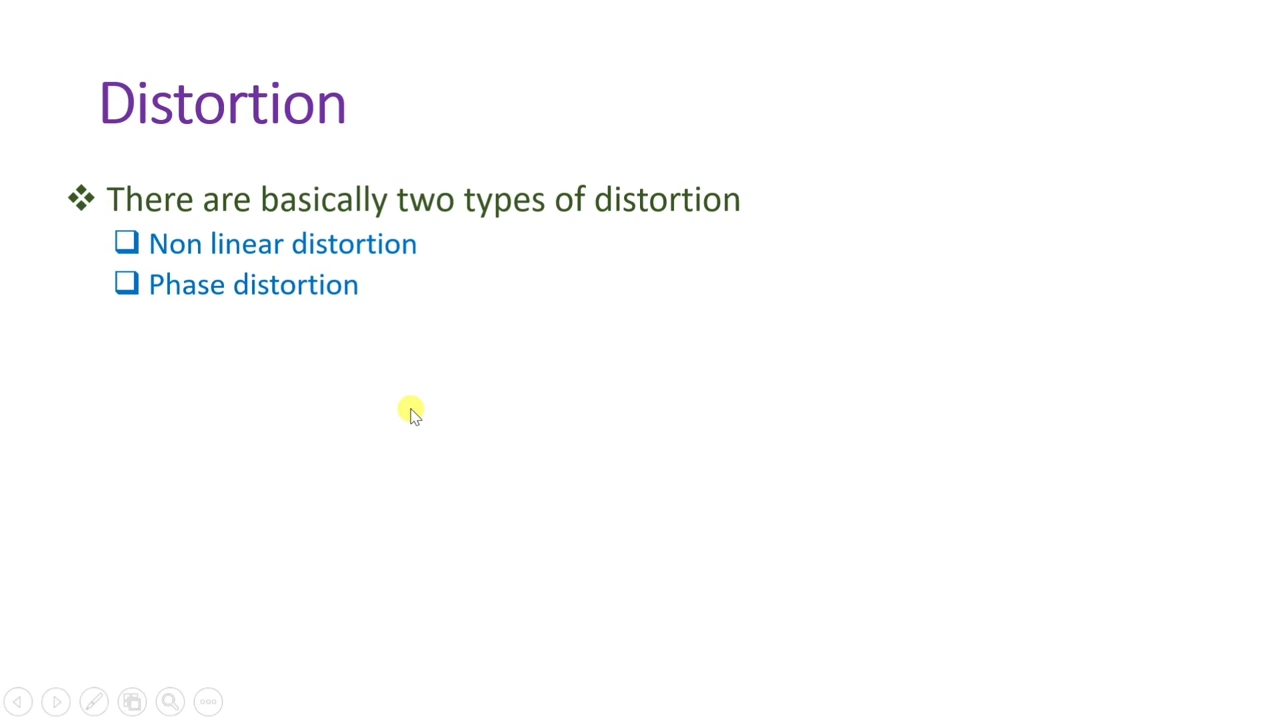 Distortion
There are basically two types of distortion
Non linear distortion
Phase distortion